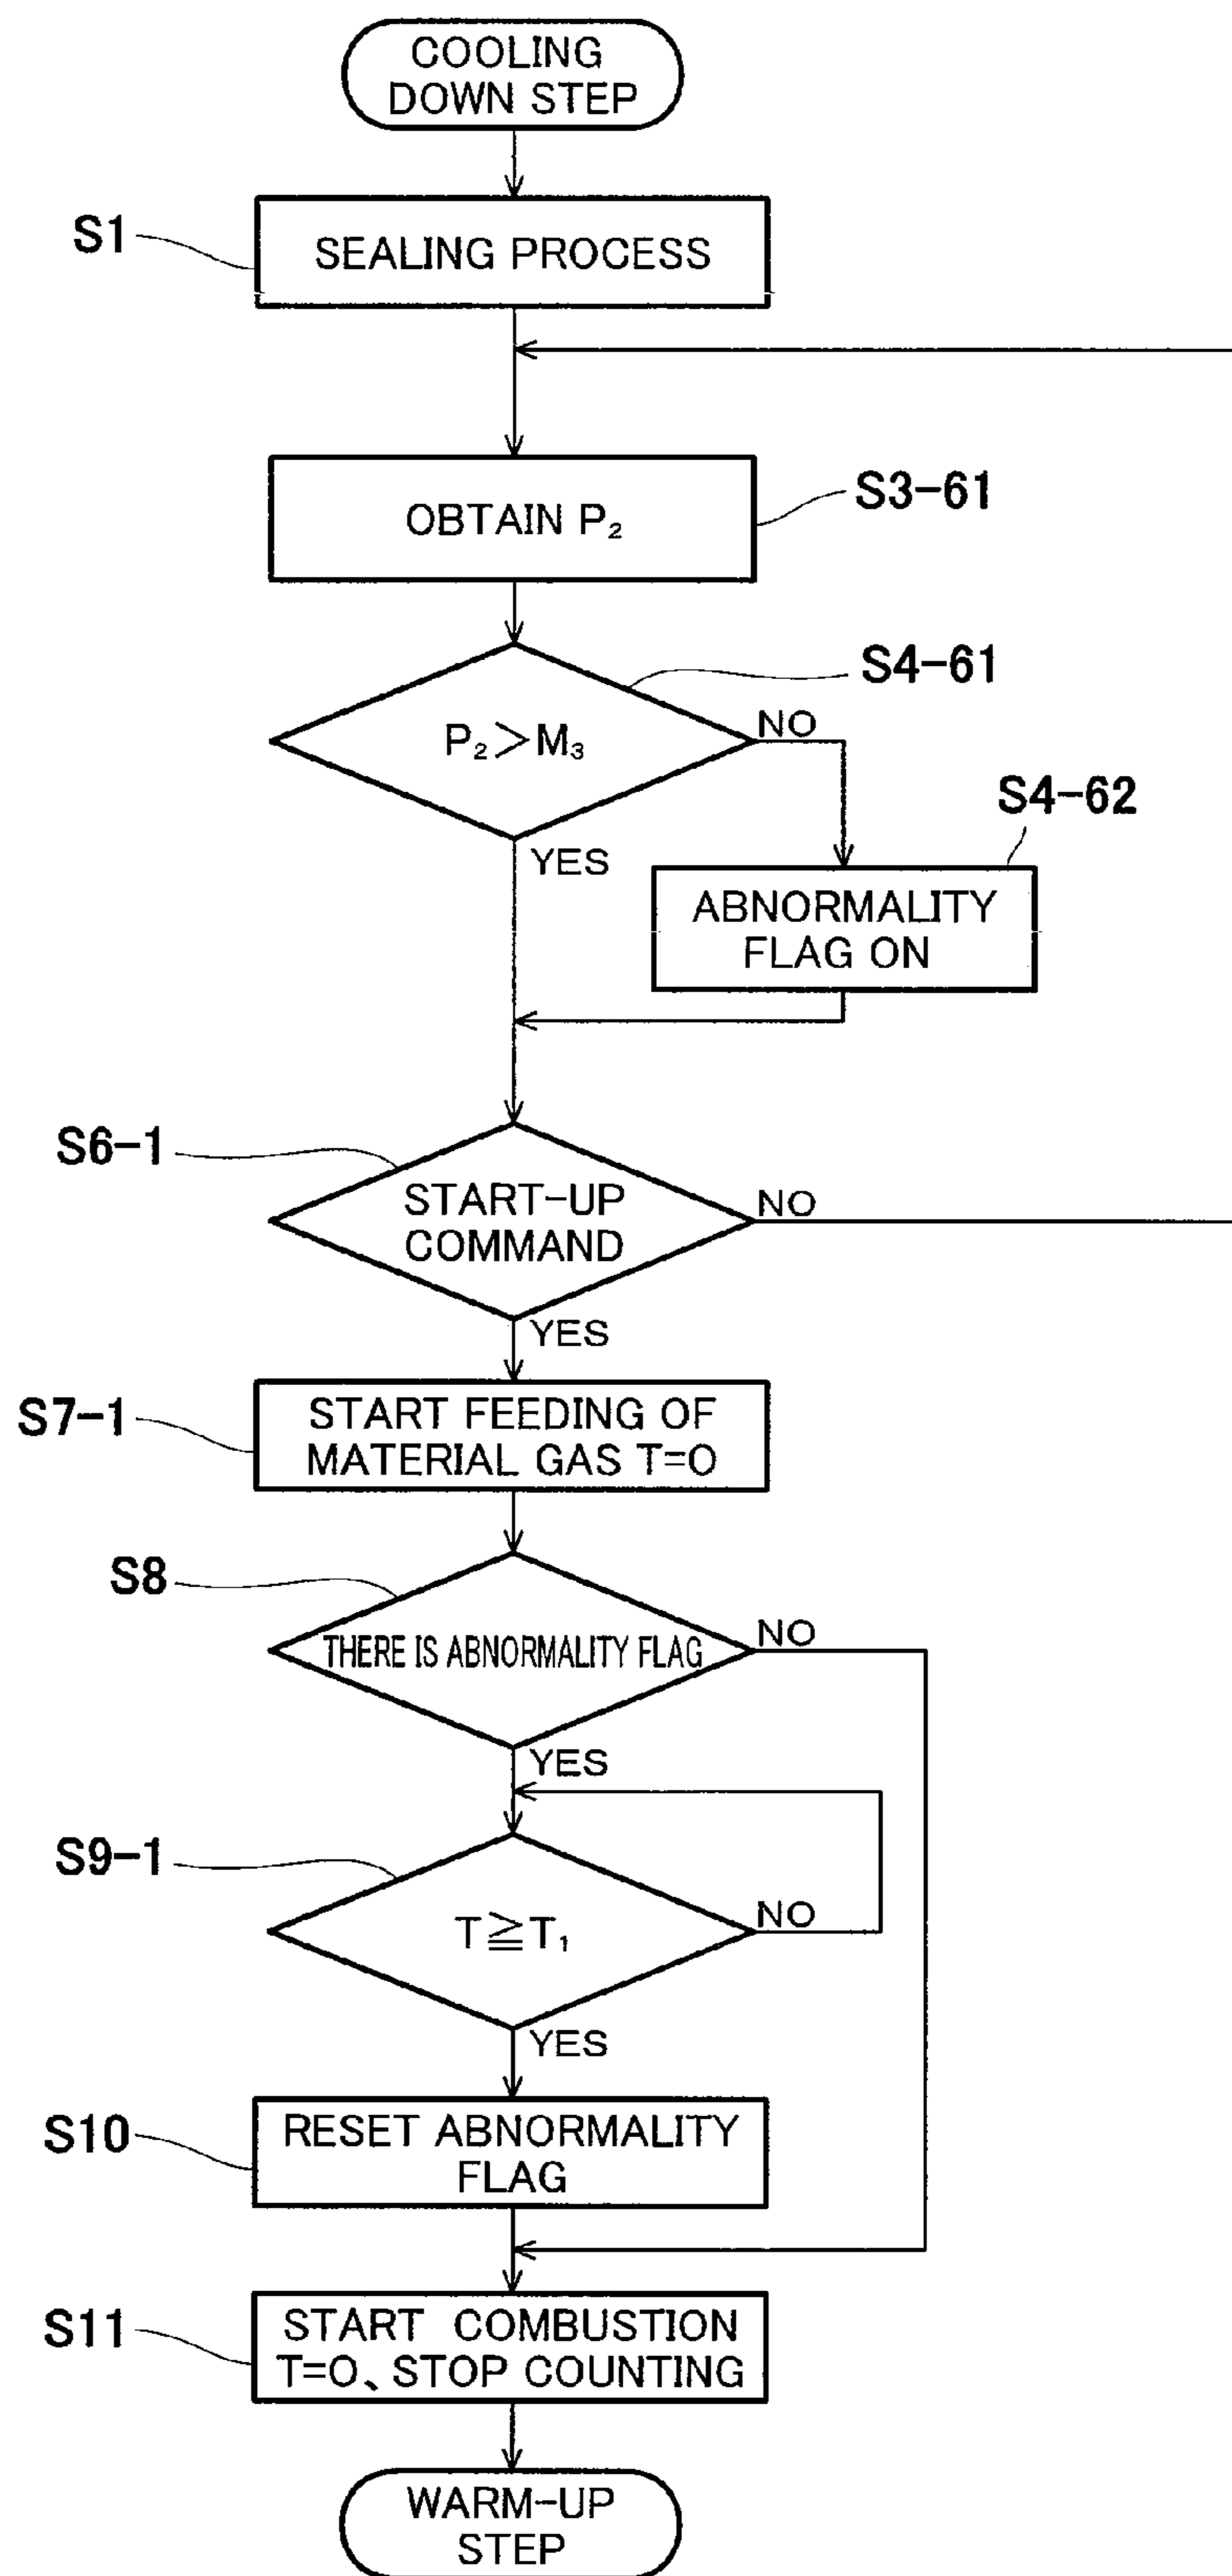 COOLING
DOWN STEP
S1
SEALING PROCESS
OBTAIN P₂
S3-61
S4-61
P₂>M₃
NO
YES
S4-62
ABNORMALITY
FLAG ON
S6-1
START-UP
COMMAND
NO
YES
S7-1
START FEEDING OF
MATERIAL GAS T=0
S8
THERE IS ABNORMALITY FLAG
NO
YES
S9-1
T≧T₁
NO
YES
S10
RESET ABNORMALITY
FLAG
S11
START COMBUSTION
T=0、STOP COUNTING
WARM-UP
STEP